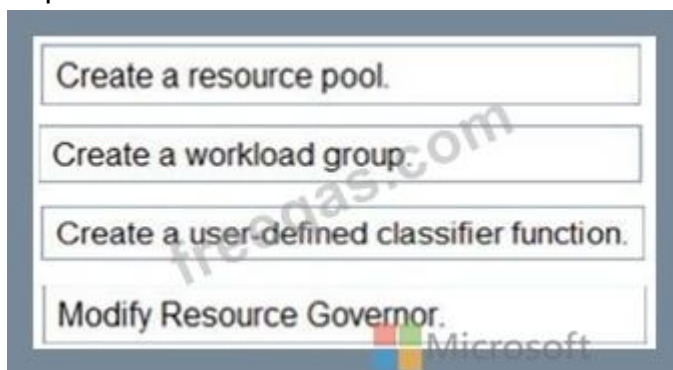 Create a resource pool.
Create a workload group.
freeqas.com
Create a user-defined classifier function.
Modify Resource Governor.
Microsoft